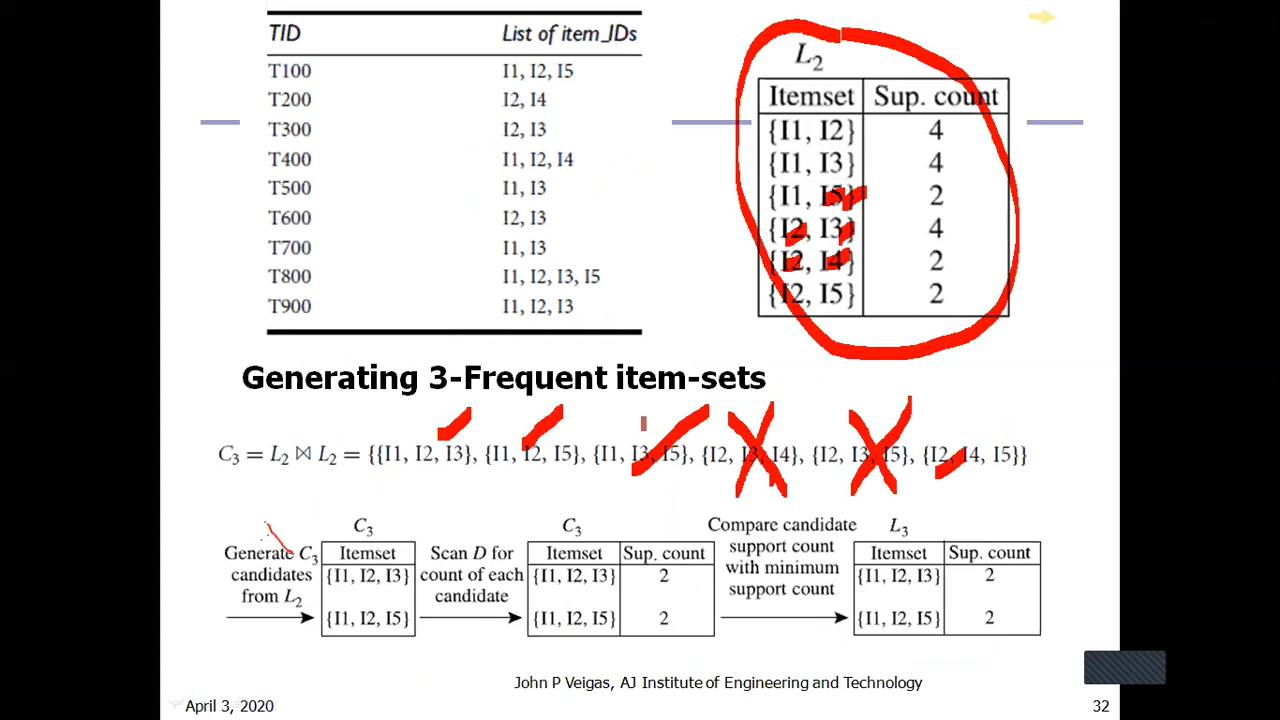 TID List of item_IDs
T100 I1, I2, I5
T200 I2, I4
T300 I2, I3
T400 I1, I2, I4
T500 I1, I3
T600 I2, I3
T700 I1, I3
T800 I1, I2, I3, I5
T900 I1, I2, I3
L2
Itemset Sup. count
{I1, I2} 4
{I1, I3} 4
{I1, I5} 2
{I2, I3} 4
{I2, I4} 2
{I2, I5} 2
Generating 3-Frequent item-sets
C3 = L2 ⋈ L2 = {{I1, I2, I3}, {I1, I2, I5}, {I1, I3, I5}, {I2, I3, I4}, {I2, I3, I5}, {I2, I4, I5}}
Generate C3
candidates
from L2
C3
Itemset
{I1, I2, I3}
{I1, I2, I5}
Scan D for
count of each
candidate
C3
Itemset Sup. count
{I1, I2, I3} 2
{I1, I2, I5} 2
Compare candidate
support count
with minimum
support count
L3
Itemset Sup. count
{I1, I2, I3} 2
{I1, I2, I5} 2
John P Veigas, AJ Institute of Engineering and Technology
April 3, 2020
32